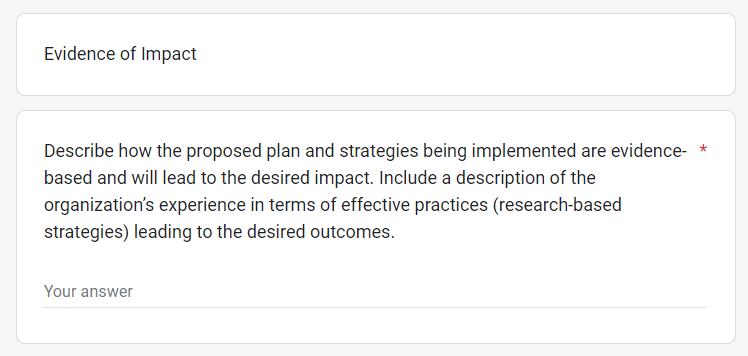 Evidence of Impact
Describe how the proposed plan and strategies being implemented are evidence- *
based and will lead to the desired impact. Include a description of the
organization’s experience in terms of effective practices (research-based
strategies) leading to the desired outcomes.
Your answer